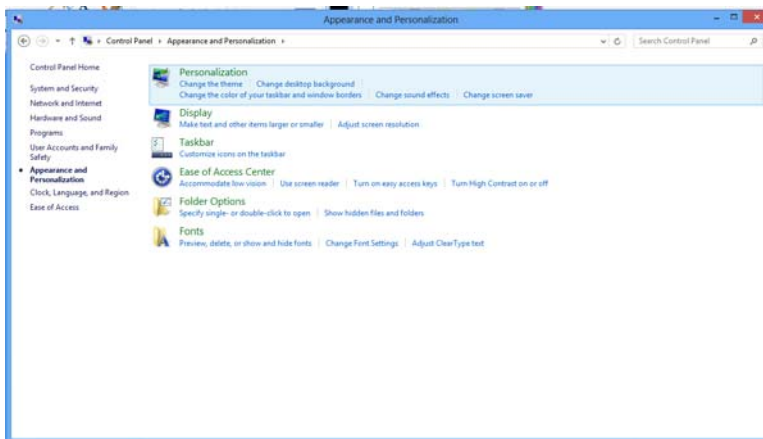 Appearance and Personalization
Control Panel Appearance and Personalization
Search Control Panel
Control Panel Home
System and Security
Network and Internet
Hardware and Sound
Programs
User Accounts and Family
Safety
Appearance and
Personalization
Clock, Language, and Region
Ease of Access
Personalization
Change the theme Change desktop background
Change the color of your taskbar and window borders Change sound effects Change screen saver
Display
Make text and other items larger or smaller Adjust screen resolution
Taskbar
Customize icons on the taskbar
Ease of Access Center
Accommodate low vision Use screen reader Turn on easy access keys Turn High Contrast on or off
Folder Options
Specify single- or double-click to open Show hidden files and folders
Fonts
Preview, delete, or show and hide fonts Change Font Settings Adjust ClearType text